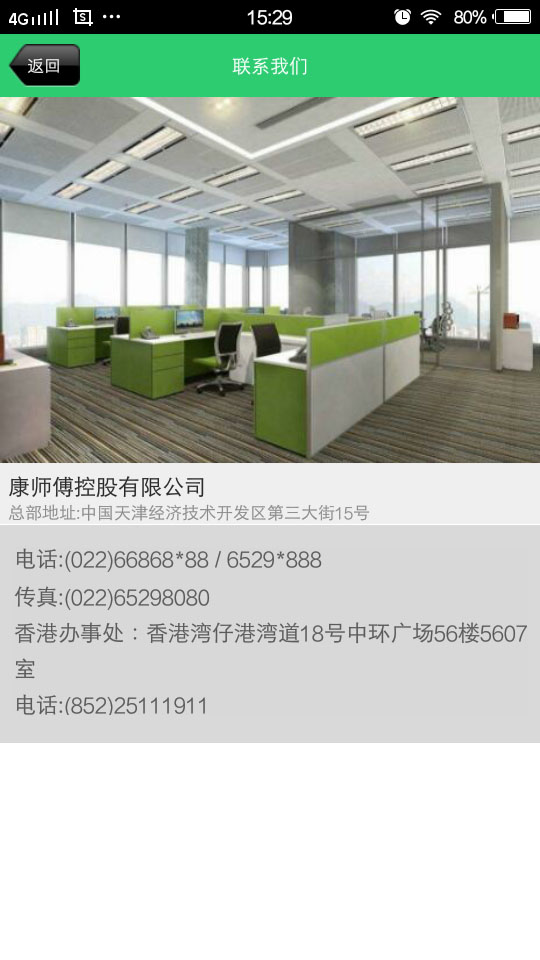 4G 15:29 80%
返回
联系我们
康师傅控股有限公司
总部地址:中国天津经济技术开发区第三大街15号
电话:(022)66868*88 / 6529*888
传真:(022)65298080
香港办事处：香港湾仔港湾道18号中环广场56楼5607
室
电话:(852)25111911